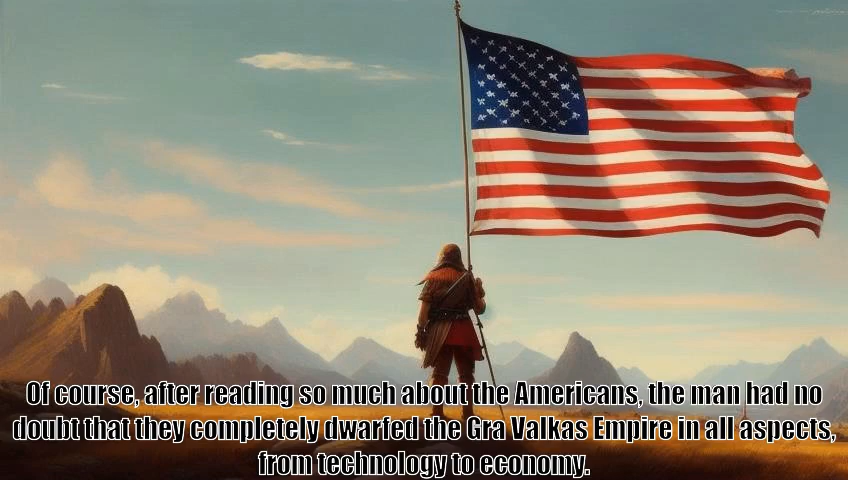 Of course, after reading so much about the Americans, the man had no
doubt that they completely dwarfed the Gra Valkas Empire in all aspects,
from technology to economy.